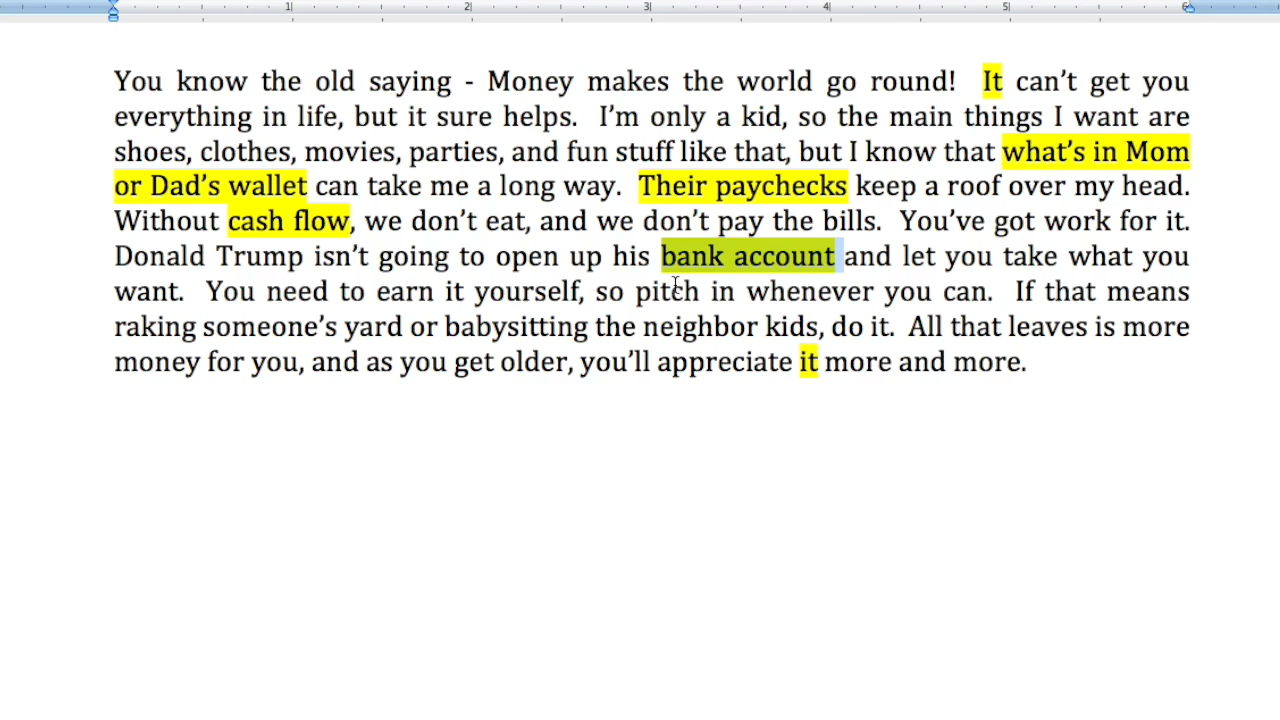 1 2 3 4 5 6
You know the old saying - Money makes the world go round!  It can’t get you
everything in life, but it sure helps.  I’m only a kid, so the main things I want are
shoes, clothes, movies, parties, and fun stuff like that, but I know that what’s in Mom
or Dad’s wallet can take me a long way.  Their paychecks keep a roof over my head.
Without cash flow, we don’t eat, and we don’t pay the bills.  You’ve got work for it.
Donald Trump isn’t going to open up his bank account and let you take what you
want.  You need to earn it yourself, so pitch in whenever you can.  If that means
raking someone’s yard or babysitting the neighbor kids, do it.  All that leaves is more
money for you, and as you get older, you’ll appreciate it more and more.